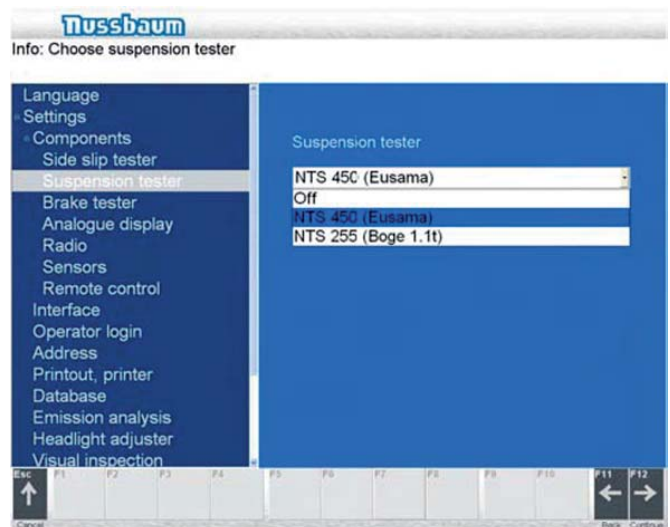 Nussbaum
Info: Choose suspension tester
Language
Settings
Components
Side slip tester
Suspension tester
Brake tester
Analogue display
Radio
Sensors
Remote control
Interface
Operator login
Address
Printout, printer
Database
Emission analysis
Headlight adjuster
Visual inspection
Suspension tester
NTS 450 (Eusama)
Off
NTS 450 (Eusama)
NTS 255 (Boge 1.1t)
Esc F1 F2 F3 F4 F5 F6 F7 F8 F9 F10 F11 F12
Cancel Back Continue